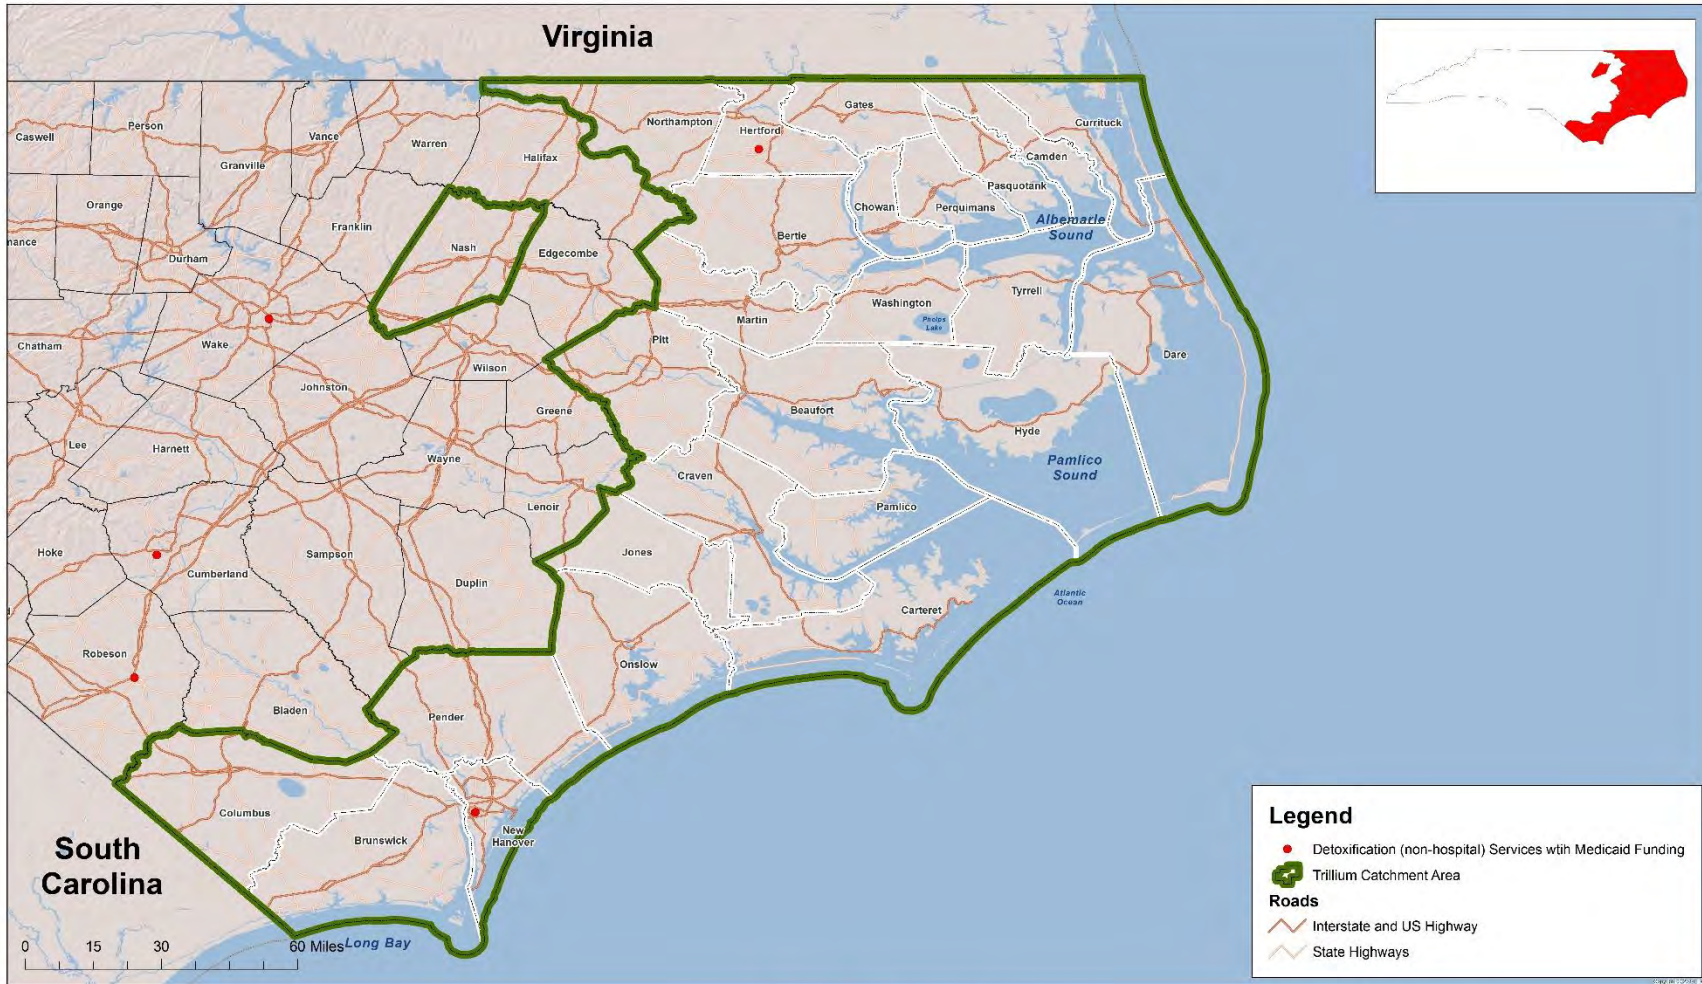 Virginia
Gates
Northampton
Hertford
Currituck
Caswell
Person
Vance
Warren
Halifax
Granville
Camden
Pasquotank
Orange
Chowan
Perquimans
Franklin
Albemarle
Sound
Bertie
Nash
Edgecombe
Durham
Tyrrell
Washington
Phelps
Lake
Martin
Pitt
Wake
Chatham
Dare
Wilson
Johnston
Greene
Beaufort
Hyde
Lee
Harnett
Wayne
Pamlico
Sound
Craven
Lenoir
Pamlico
Hoke
Sampson
Jones
Cumberland
Duplin
Atlantic
Ocean
Carteret
Robeson
Onslow
Bladen
Pender
Columbus
Brunswick
New
Hanover
South
Carolina
0 15 30 60 Miles
Long Bay
Legend
Detoxification (non-hospital) Services wtih Medicaid Funding
Trillium Catchment Area
Roads
Interstate and US Highway
State Highways